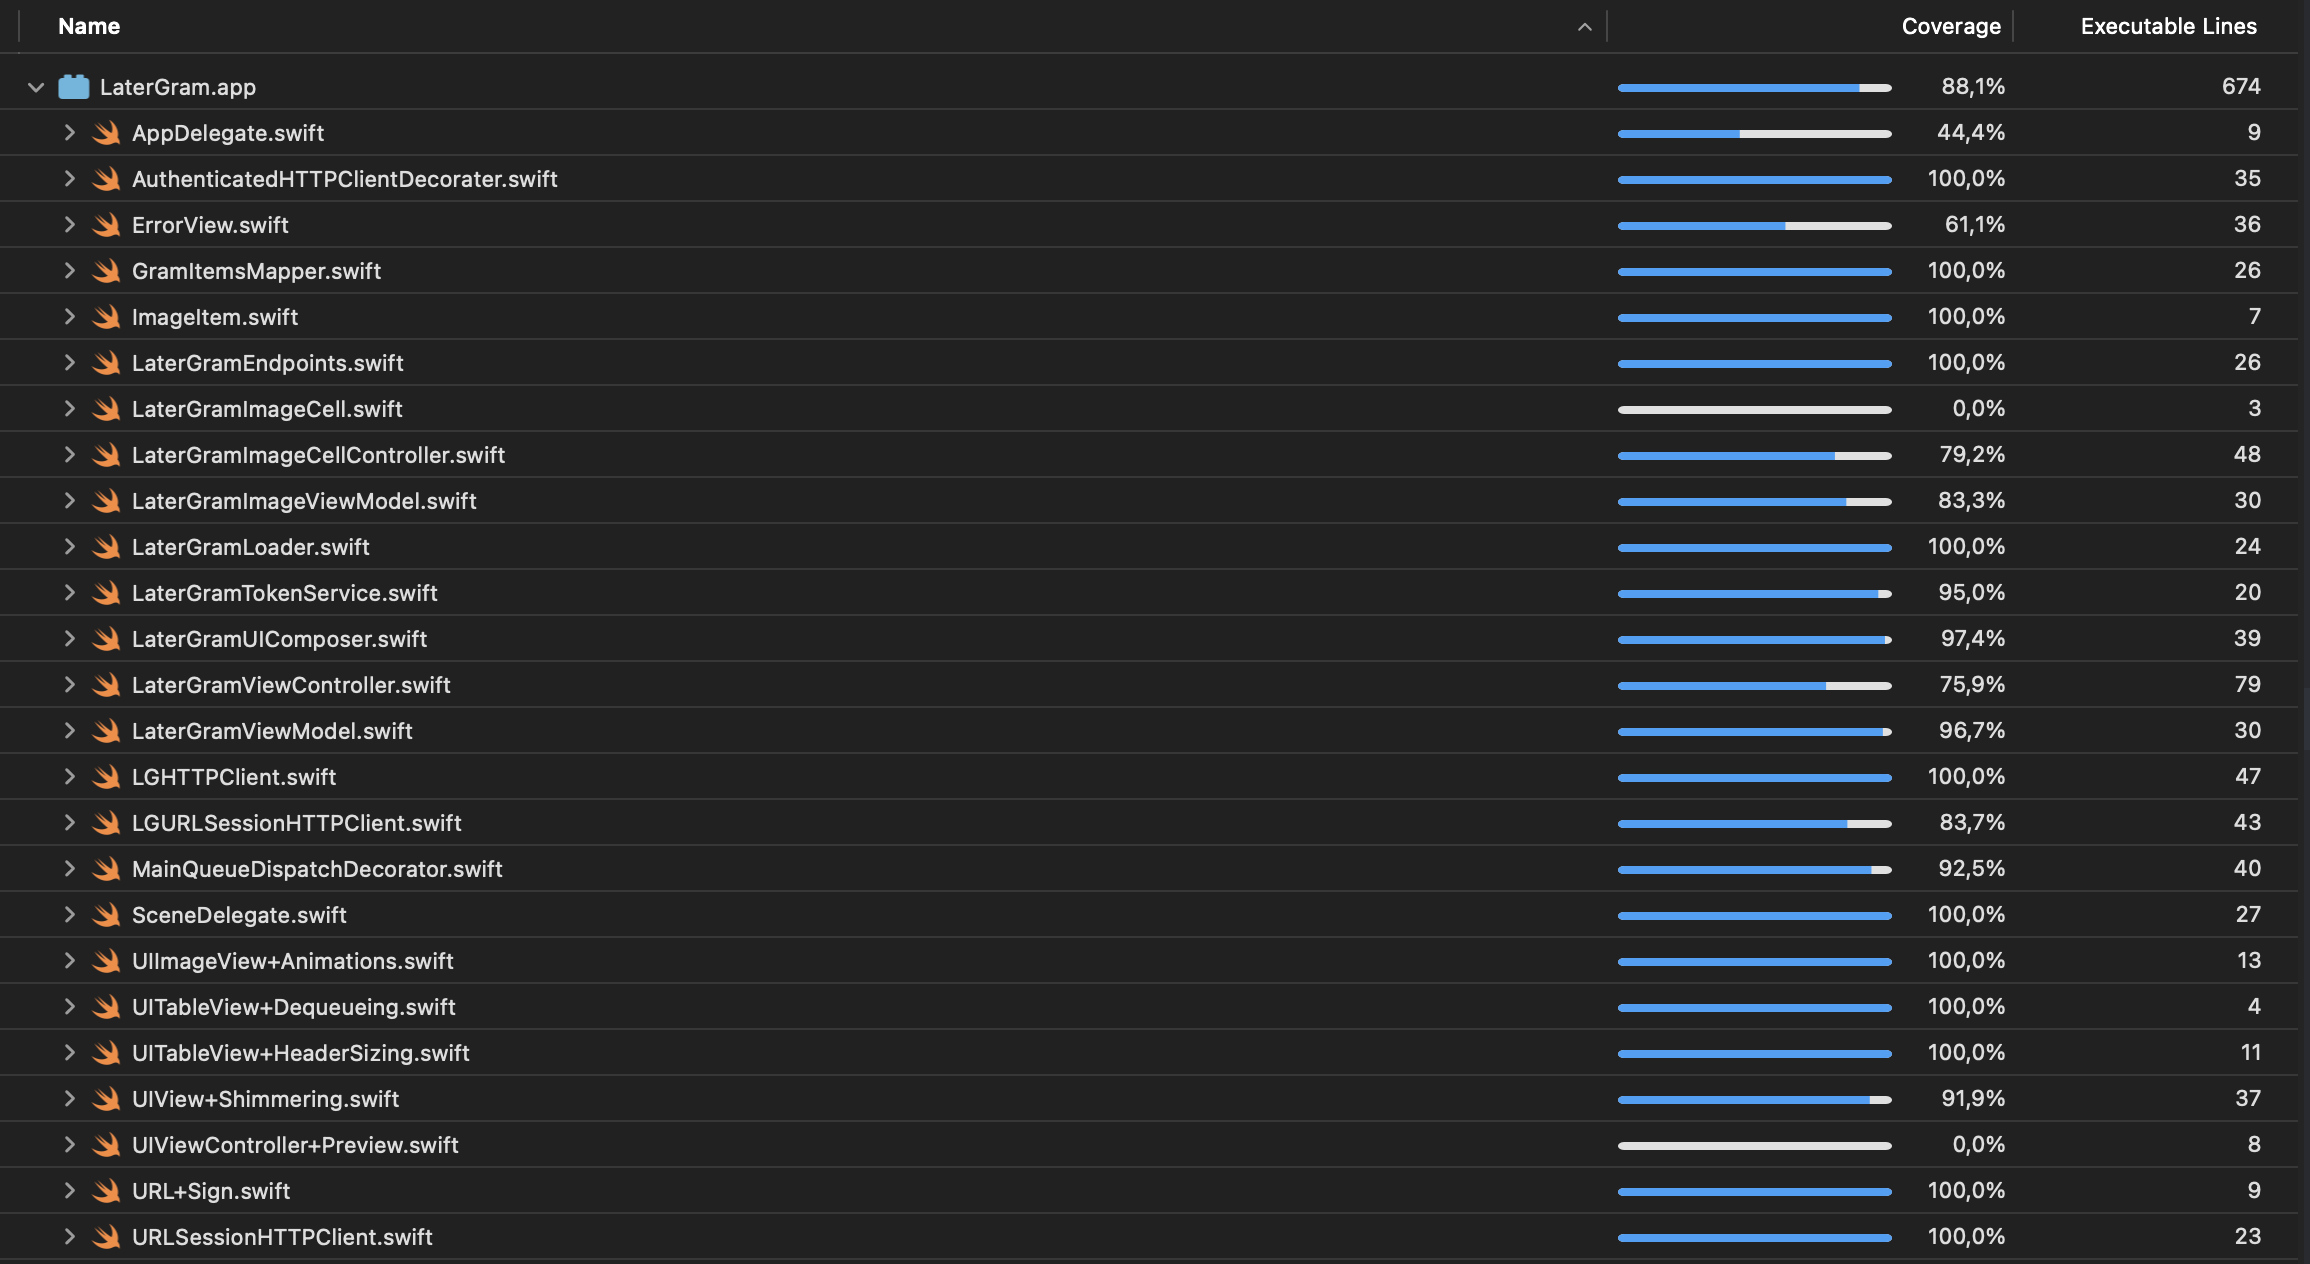 Name Coverage Executable Lines
LaterGram.app 88,1% 674
AppDelegate.swift 44,4% 9
AuthenticatedHTTPClientDecorater.swift 100,0% 35
ErrorView.swift 61,1% 36
GramItemsMapper.swift 100,0% 26
ImageItem.swift 100,0% 7
LaterGramEndpoints.swift 100,0% 26
LaterGramImageCell.swift 0,0% 3
LaterGramImageCellController.swift 79,2% 48
LaterGramImageViewModel.swift 83,3% 30
LaterGramLoader.swift 100,0% 24
LaterGramTokenService.swift 95,0% 20
LaterGramUIComposer.swift 97,4% 39
LaterGramViewController.swift 75,9% 79
LaterGramViewModel.swift 96,7% 30
LGHTTPClient.swift 100,0% 47
LGURLSessionHTTPClient.swift 83,7% 43
MainQueueDispatchDecorator.swift 92,5% 40
SceneDelegate.swift 100,0% 27
UIImageView+Animations.swift 100,0% 13
UITableView+Dequeueing.swift 100,0% 4
UITableView+HeaderSizing.swift 100,0% 11
UIView+Shimmering.swift 91,9% 37
UIViewController+Preview.swift 0,0% 8
URL+Sign.swift 100,0% 9
URLSessionHTTPClient.swift 100,0% 23